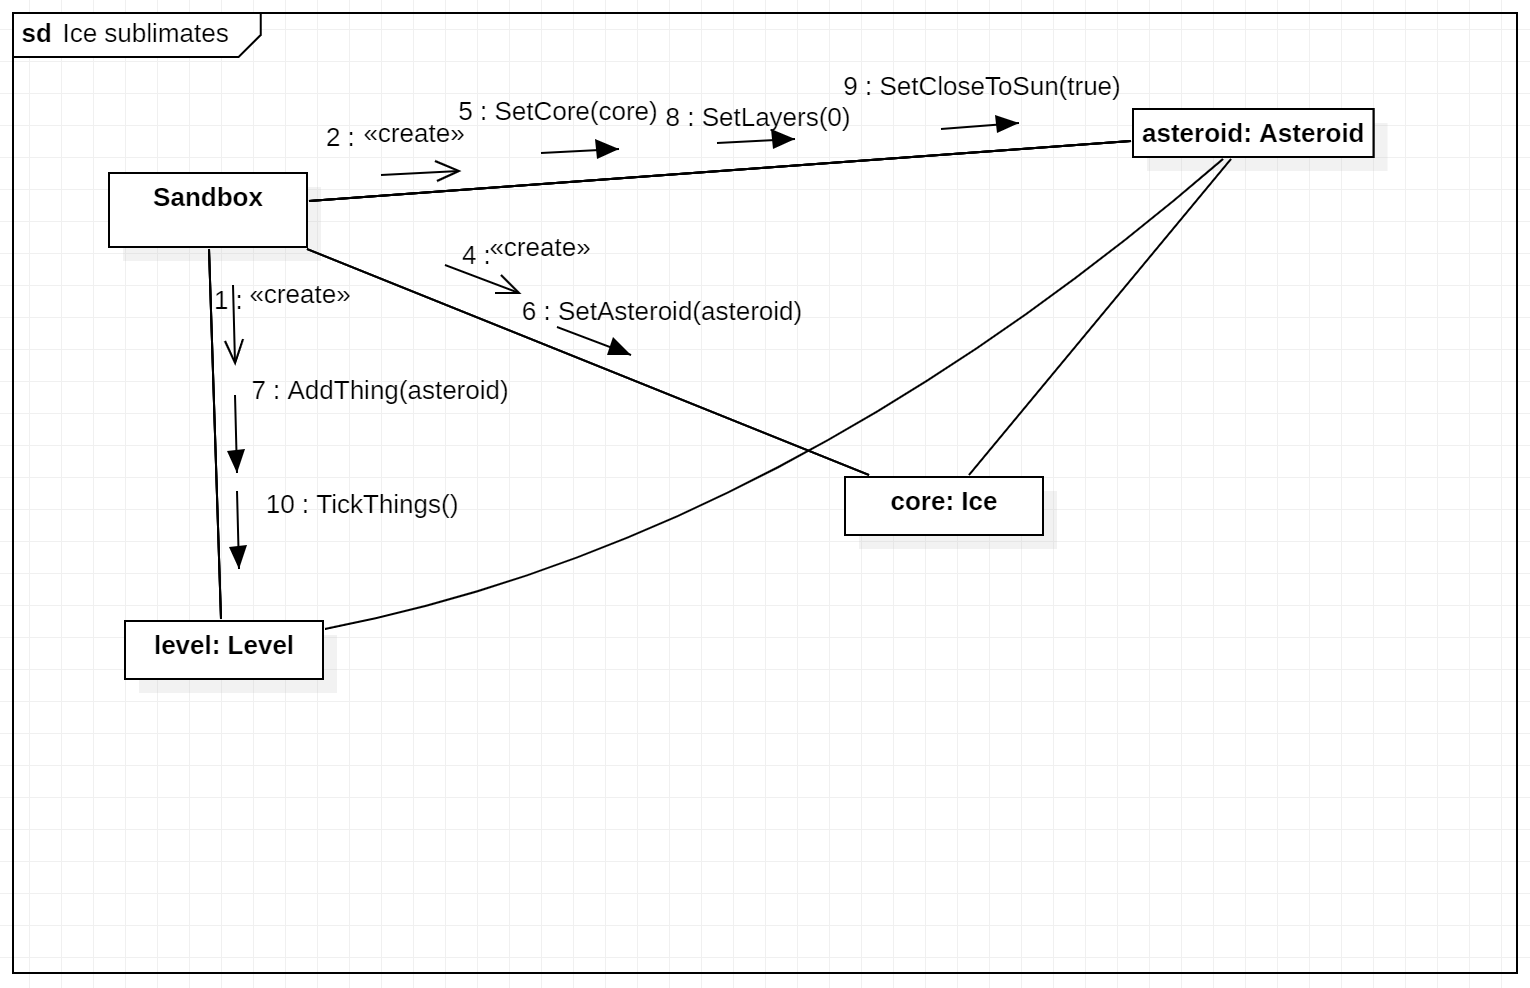 sd Ice sublimates
9 : SetCloseToSun(true)
5 : SetCore(core)
8 : SetLayers(0)
2 : «create»
asteroid: Asteroid
Sandbox
4 : «create»
1 : «create»
6 : SetAsteroid(asteroid)
7 : AddThing(asteroid)
10 : TickThings()
core: Ice
level: Level